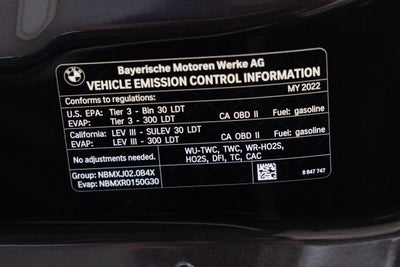 BMW
Bayerische Motoren Werke AG
VEHICLE EMISSION CONTROL INFORMATION
Conforms to regulations: MY 2022
U.S. EPA: Tier 3 - Bin 30 LDT CA OBD II Fuel: gasoline
EVAP: Tier 3 - 300 LDT
California: LEV III - SULEV 30 LDT CA OBD II Fuel: gasoline
EVAP: LEV III - 300 LDT
No adjustments needed. WU-TWC, TWC, WR-HO2S,
HO2S, DFI, TC, CAC
Group: NBMXJ02.0B4X
Evap: NBMXR0150G30
8 847 747